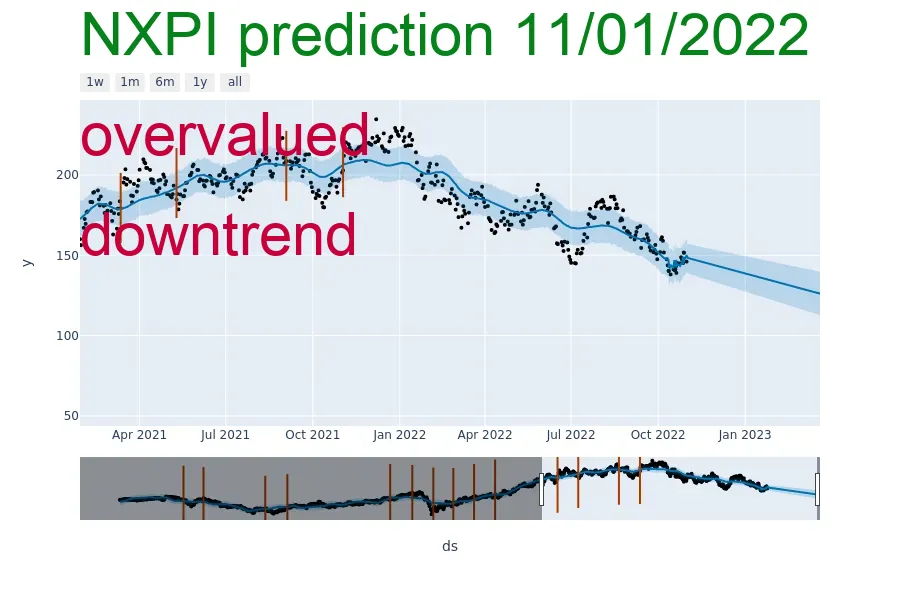 NXPI prediction 11/01/2022
1w 1m 6m 1y all
overvalued
downtrend
200
150
100
50
y
Apr 2021 Jul 2021 Oct 2021 Jan 2022 Apr 2022 Jul 2022 Oct 2022 Jan 2023
ds